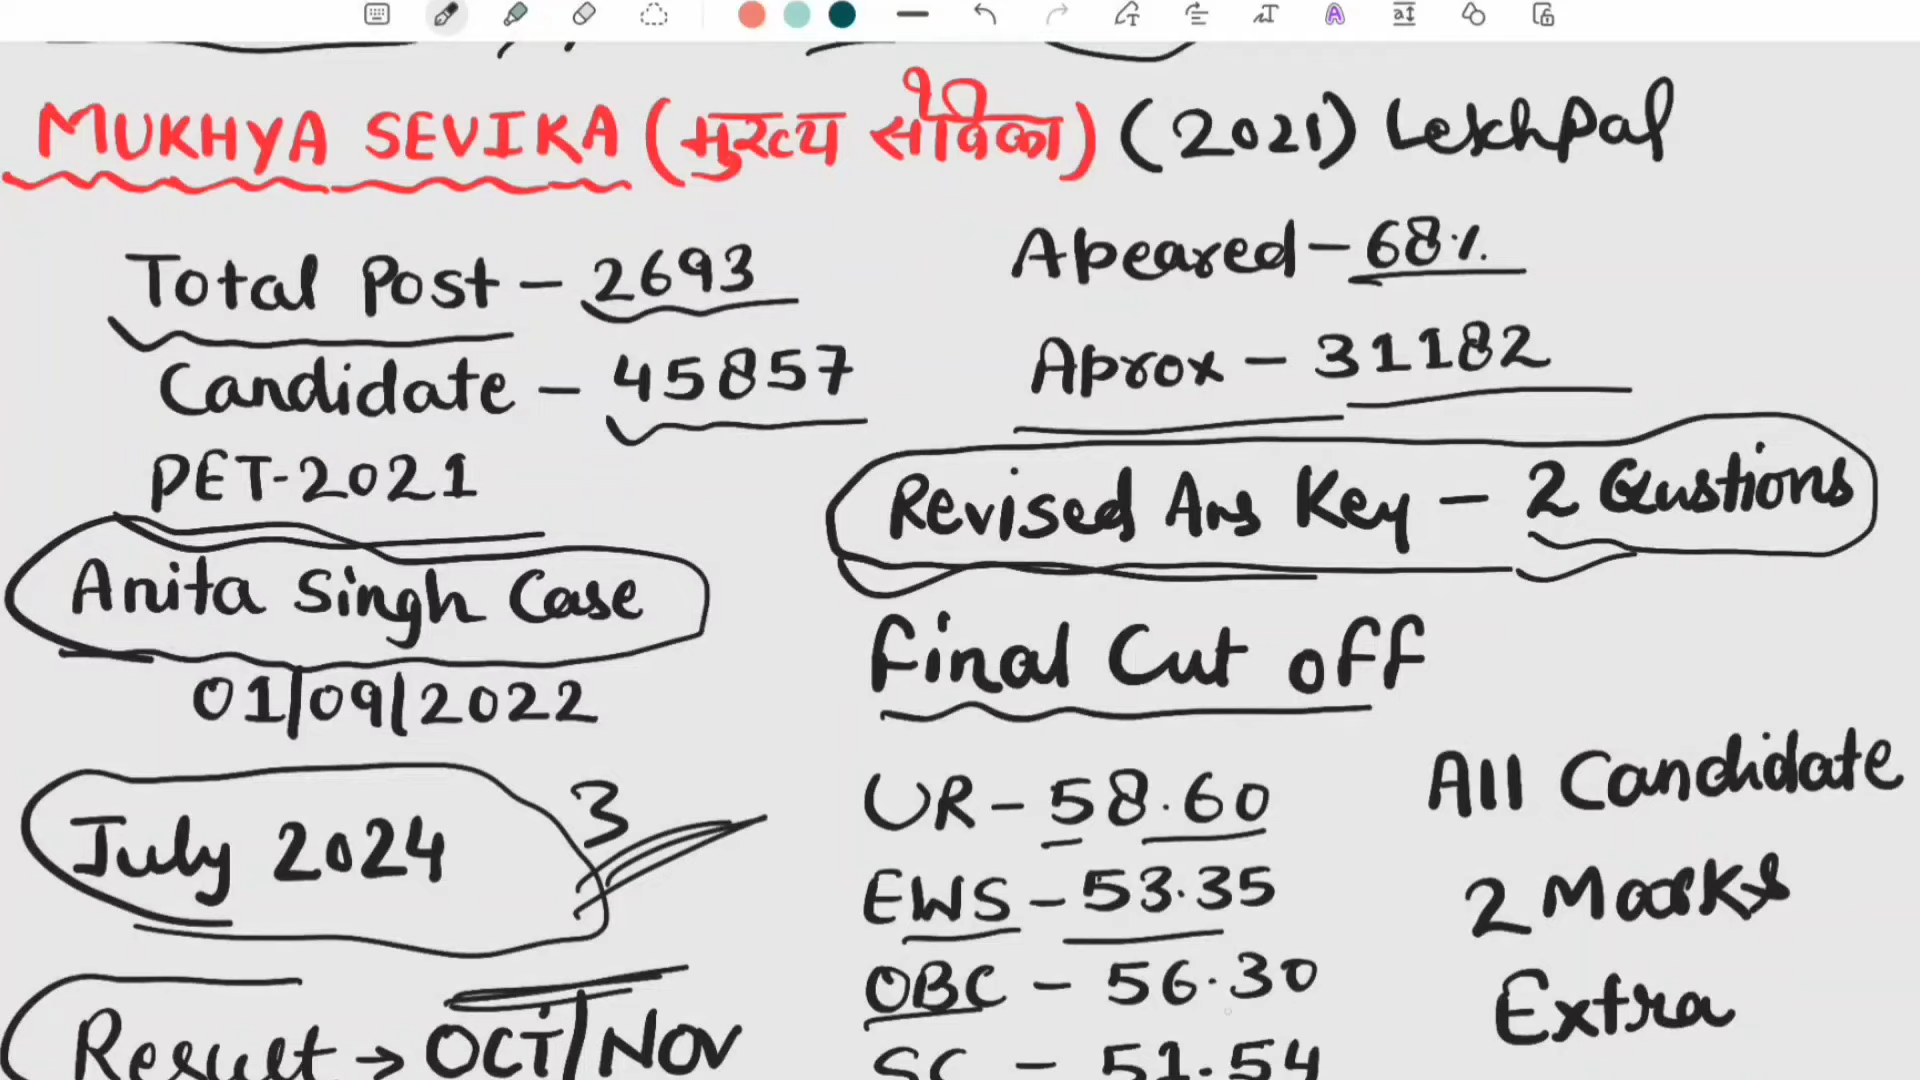 MUKHYA SEVIKA (मुख्य सेविका) (2021) Lekhpal
Total Post - 2693
Candidate - 45857
PET-2021
Anita Singh Case
01/09/2022
July 2024
3
Result → OCT/NOV
Apeared - 68%
Aprox - 31182
Revised Ans Key - 2 Qustions
Final Cut off
UR - 58.60
EWS - 53.35
OBC - 56.30
SC - 51.54
All Candidate
2 Marks
Extra